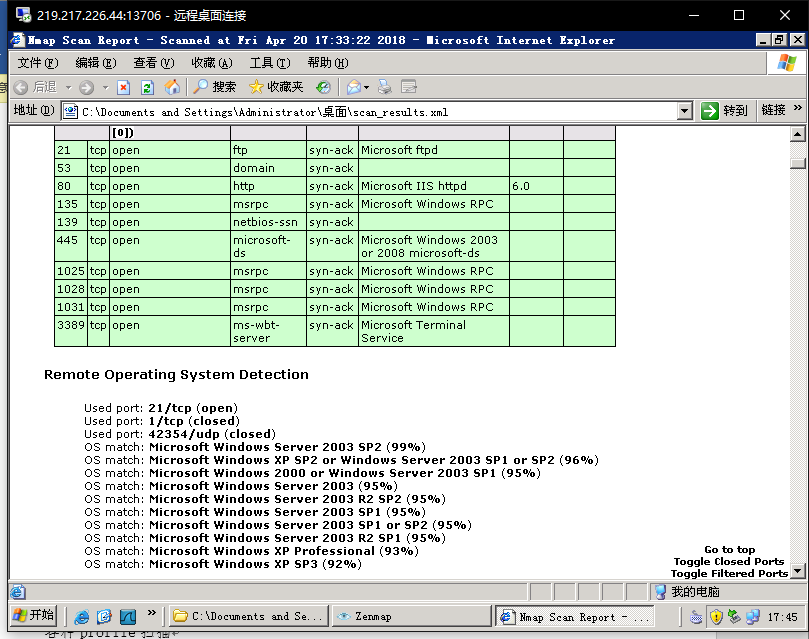 219.217.226.44:13706 - 远程桌面连接
Nmap Scan Report - Scanned at Fri Apr 20 17:33:22 2018 - Microsoft Internet Explorer
文件(F) 编辑(E) 查看(V) 收藏(A) 工具(T) 帮助(H)
后退 搜索 收藏夹
地址(D) C:\Documents and Settings\Administrator\桌面\scan_results.xml 转到 链接 »
[0])
21 tcp open ftp syn-ack Microsoft ftpd
53 tcp open domain syn-ack
80 tcp open http syn-ack Microsoft IIS httpd 6.0
135 tcp open msrpc syn-ack Microsoft Windows RPC
139 tcp open netbios-ssn syn-ack
445 tcp open microsoft- syn-ack Microsoft Windows 2003
ds or 2008 microsoft-ds
1025 tcp open msrpc syn-ack Microsoft Windows RPC
1028 tcp open msrpc syn-ack Microsoft Windows RPC
1031 tcp open msrpc syn-ack Microsoft Windows RPC
3389 tcp open ms-wbt- syn-ack Microsoft Terminal
server Service
Remote Operating System Detection
Used port: 21/tcp (open)
Used port: 1/tcp (closed)
Used port: 42354/udp (closed)
OS match: Microsoft Windows Server 2003 SP2 (99%)
OS match: Microsoft Windows XP SP2 or Windows Server 2003 SP1 or SP2 (96%)
OS match: Microsoft Windows 2000 or Windows Server 2003 SP1 (95%)
OS match: Microsoft Windows Server 2003 (95%)
OS match: Microsoft Windows Server 2003 R2 SP2 (95%)
OS match: Microsoft Windows Server 2003 SP1 (95%)
OS match: Microsoft Windows Server 2003 SP1 or SP2 (95%)
OS match: Microsoft Windows Server 2003 R2 SP1 (95%)
OS match: Microsoft Windows XP Professional (93%)
OS match: Microsoft Windows XP SP3 (92%)
Go to top
Toggle Closed Ports
Toggle Filtered Ports
我的电脑
开始 » C:\Documents and Se... Zenmap Nmap Scan Report - ... 17:45